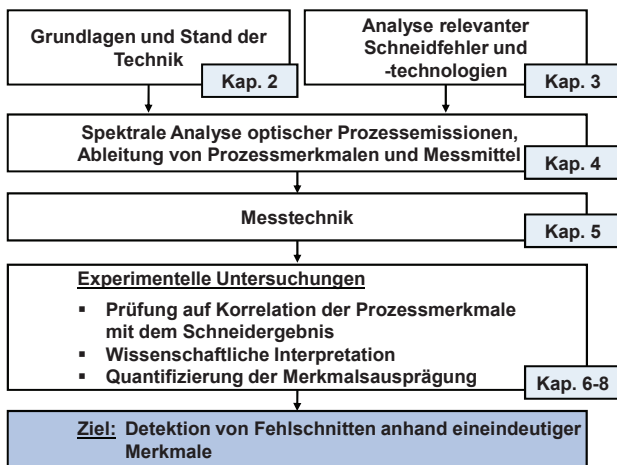 Grundlagen und Stand der
Technik
Kap. 2
Analyse relevanter
Schneidfehler und
-technologien
Kap. 3
Spektrale Analyse optischer Prozessemissionen,
Ableitung von Prozessmerkmalen und Messmittel
Kap. 4
Messtechnik
Kap. 5
Experimentelle Untersuchungen
▪ Prüfung auf Korrelation der Prozessmerkmale
mit dem Schneidergebnis
▪ Wissenschaftliche Interpretation
▪ Quantifizierung der Merkmalsausprägung
Kap. 6-8
Ziel: Detektion von Fehlschnitten anhand eineindeutiger
Merkmale